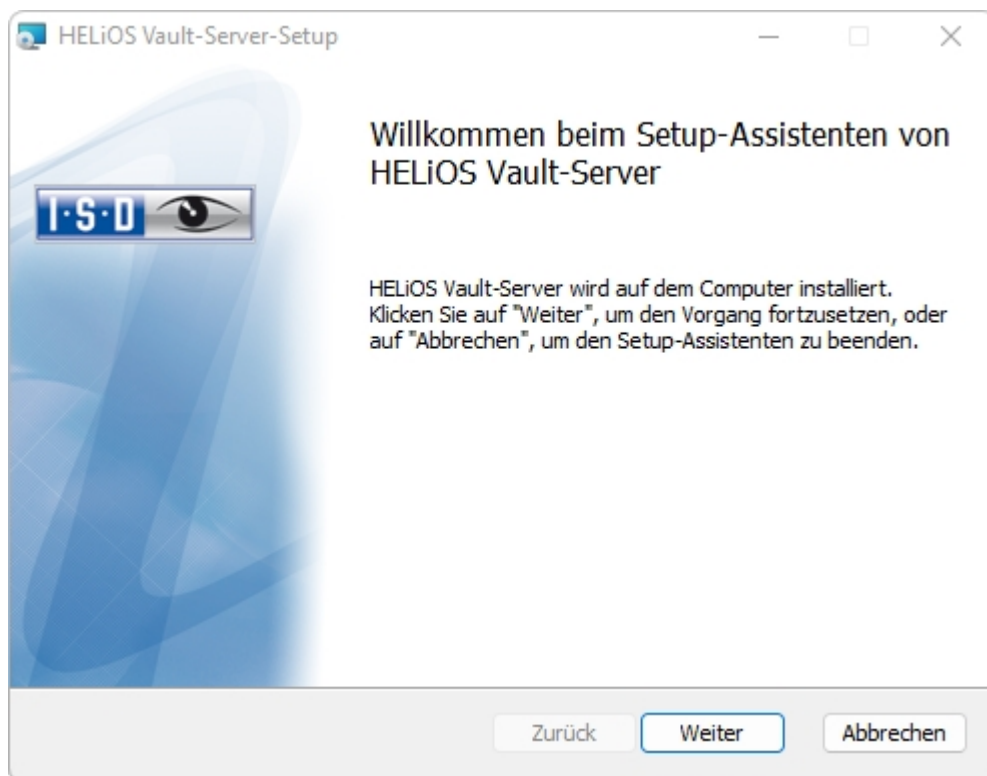 HELiOS Vault-Server-Setup
Willkommen beim Setup-Assistenten von
HELiOS Vault-Server
I·S·D
HELiOS Vault-Server wird auf dem Computer installiert.
Klicken Sie auf "Weiter", um den Vorgang fortzusetzen, oder
auf "Abbrechen", um den Setup-Assistenten zu beenden.
Zurück
Weiter
Abbrechen